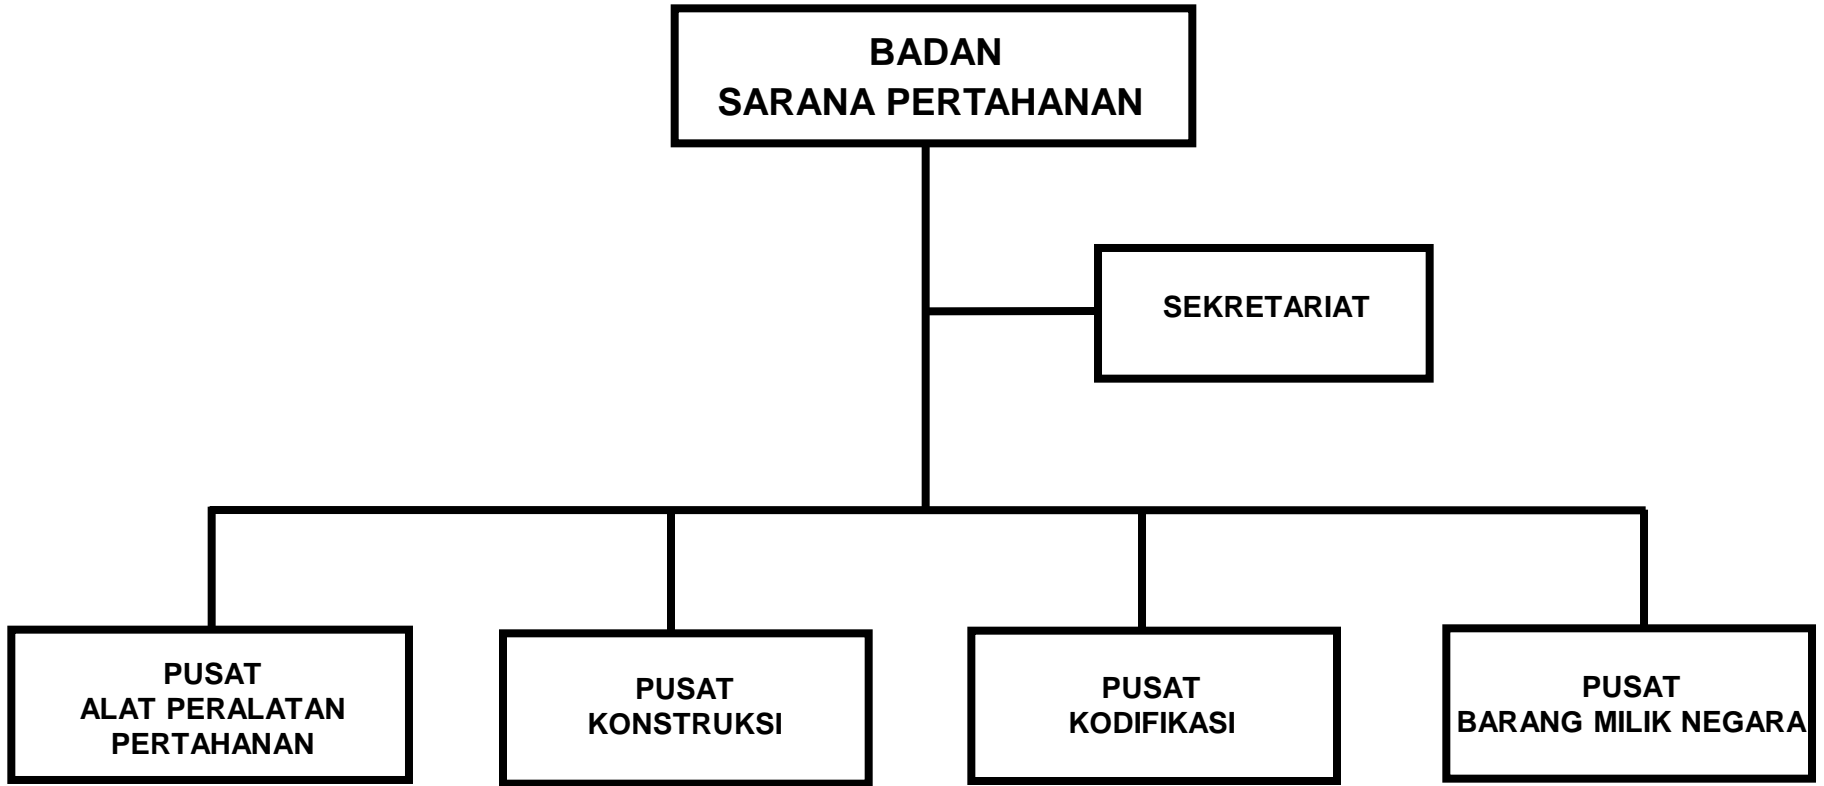 BADAN
SARANA PERTAHANAN
SEKRETARIAT
PUSAT
ALAT PERALATAN
PERTAHANAN
PUSAT
KONSTRUKSI
PUSAT
KODIFIKASI
PUSAT
BARANG MILIK NEGARA